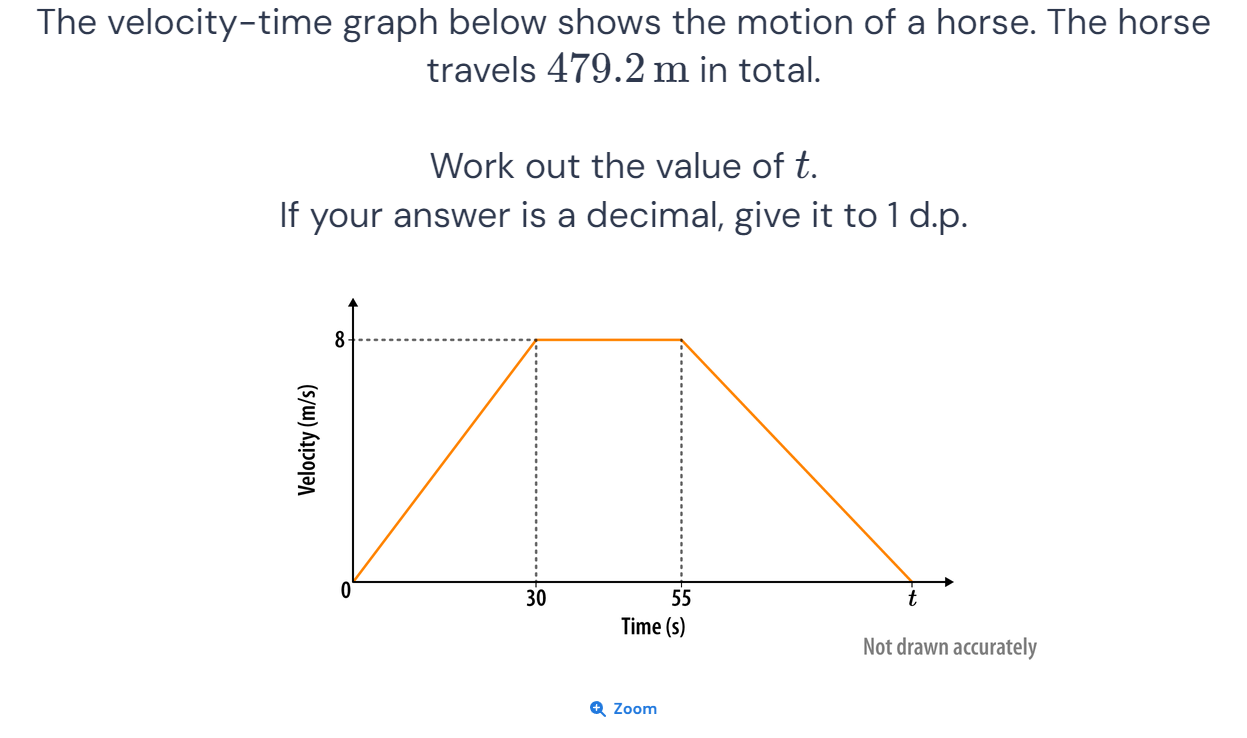 The velocity-time graph below shows the motion of a horse. The horse
travels 479.2 m in total.
Work out the value of t.
If your answer is a decimal, give it to 1 d.p.
8
Velocity (m/s)
0
30
55
t
Time (s)
Not drawn accurately
Zoom